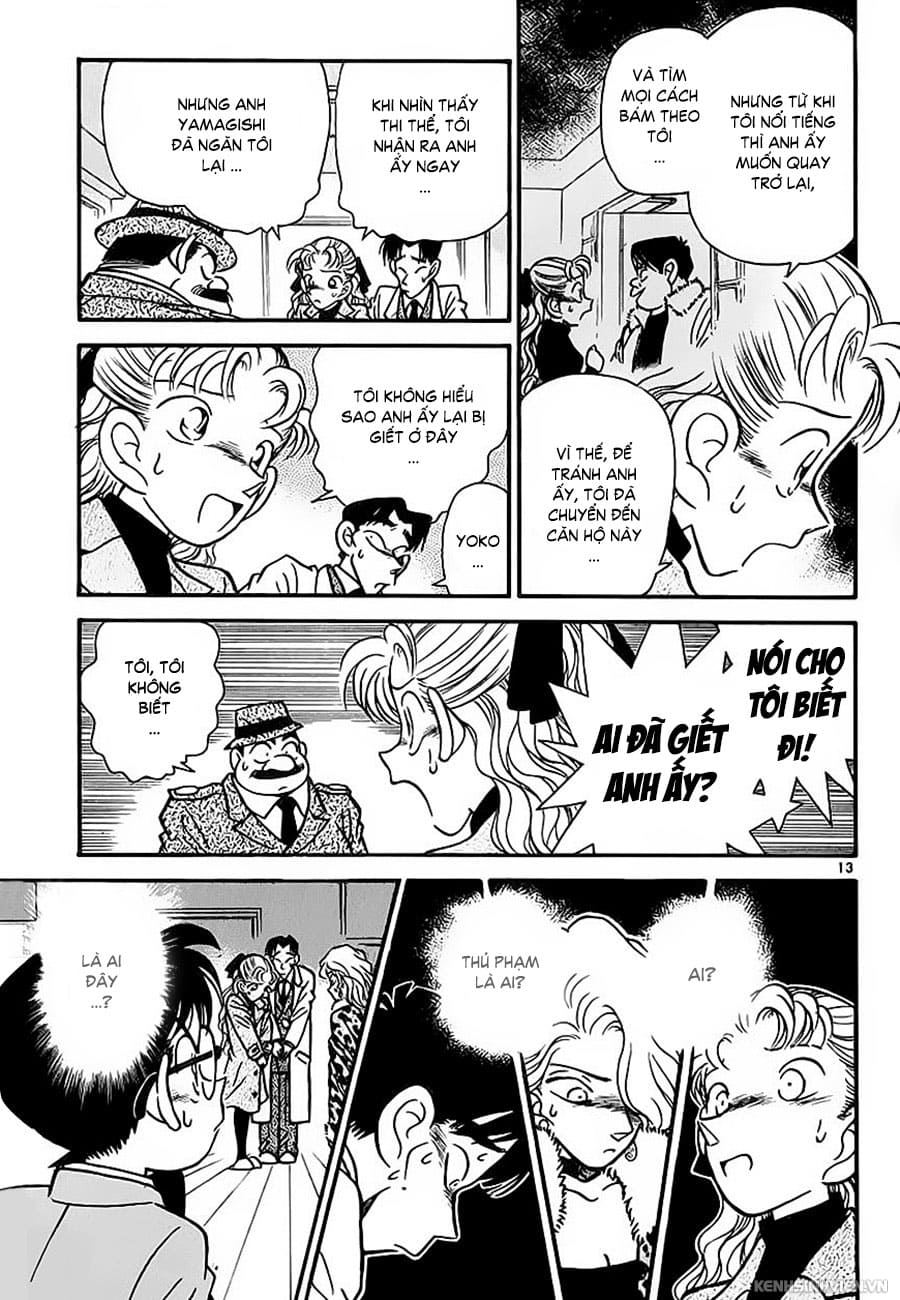 NHƯNG TỪ KHI
TÔI NỔI TIẾNG
THÌ ANH ẤY
MUỐN QUAY
TRỞ LẠI,
VÀ TÌM
MỌI CÁCH
BÁM THEO
TÔI
...
VÌ THẾ, ĐỂ
TRÁNH ANH
ẤY, TÔI ĐÃ
CHUYỂN ĐẾN
CĂN HỘ NÀY
...
KHI NHÌN THẤY
THI THỂ, TÔI
NHẬN RA ANH
ẤY NGAY
...
NHƯNG ANH
YAMAGISHI
ĐÃ NGĂN TÔI
LẠI ...
TÔI KHÔNG HIỂU
SAO ANH ẤY LẠI BỊ
GIẾT Ở ĐÂY
...
YOKO
...
NÓI CHO
TÔI BIẾT
ĐI!
AI ĐÃ GIẾT
ANH ẤY?
TÔI, TÔI
KHÔNG
BIẾT
...
13
AI?
THỦ PHẠM
LÀ AI?
LÀ AI
ĐÂY
...?
KENHSINHVIEN.VN